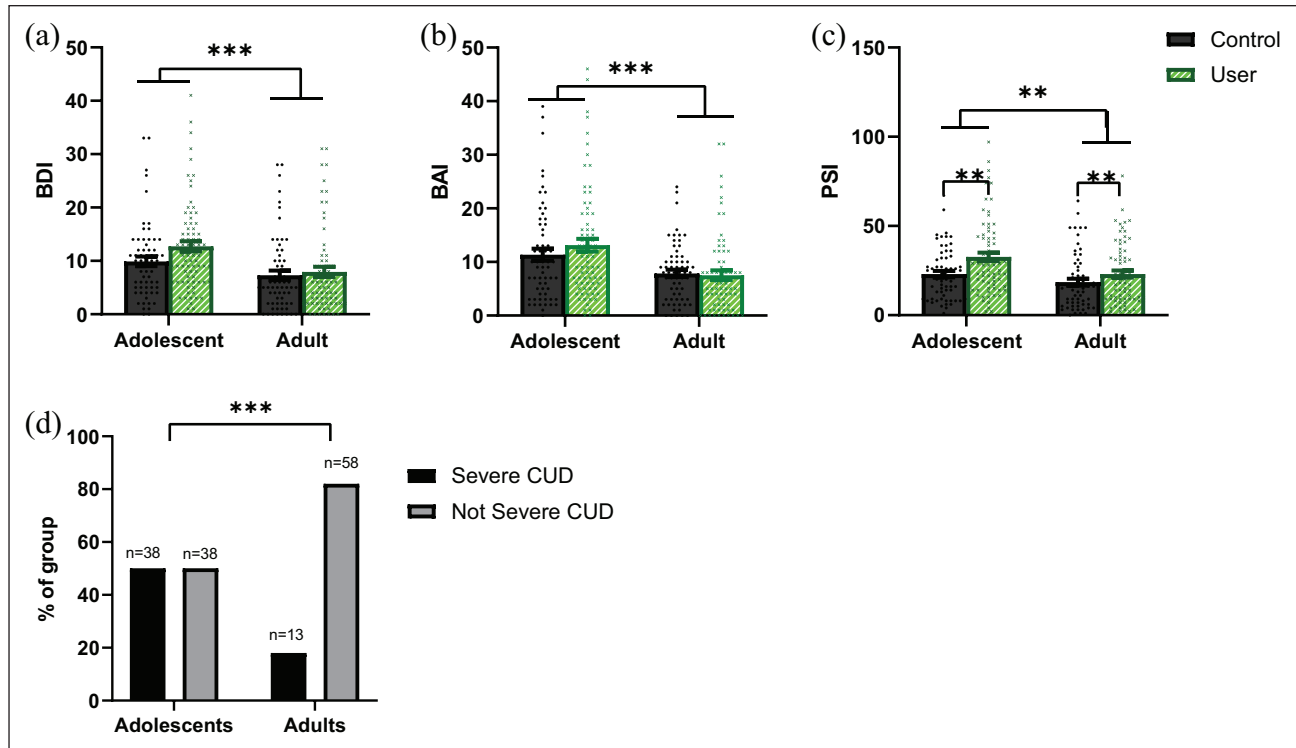 (a)
***
50
40
30
20
10
0
BDI
Adolescent
Adult
(b)
***
50
40
30
20
10
0
BAI
Adolescent
Adult
(c)
**
150
100
50
0
PSI
**
**
Adolescent
Adult
Control
User
(d)
***
100
80
60
40
20
0
% of group
n=38
n=38
n=13
n=58
Adolescents
Adults
Severe CUD
Not Severe CUD